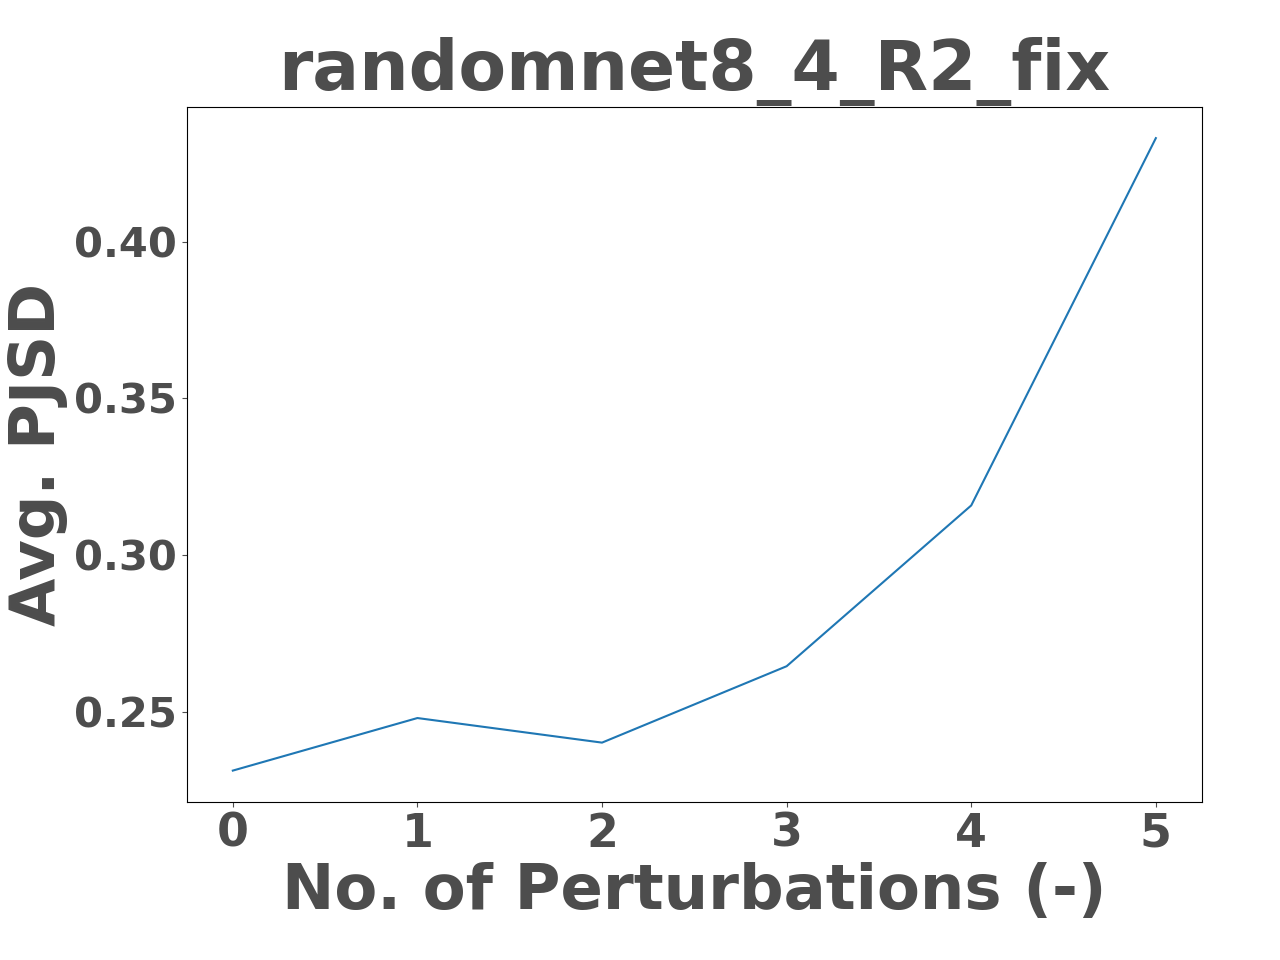 randomnet8_4_R2_fix
Avg. PJSD
0.40
0.35
0.30
0.25
0 1 2 3 4 5
No. of Perturbations (-)